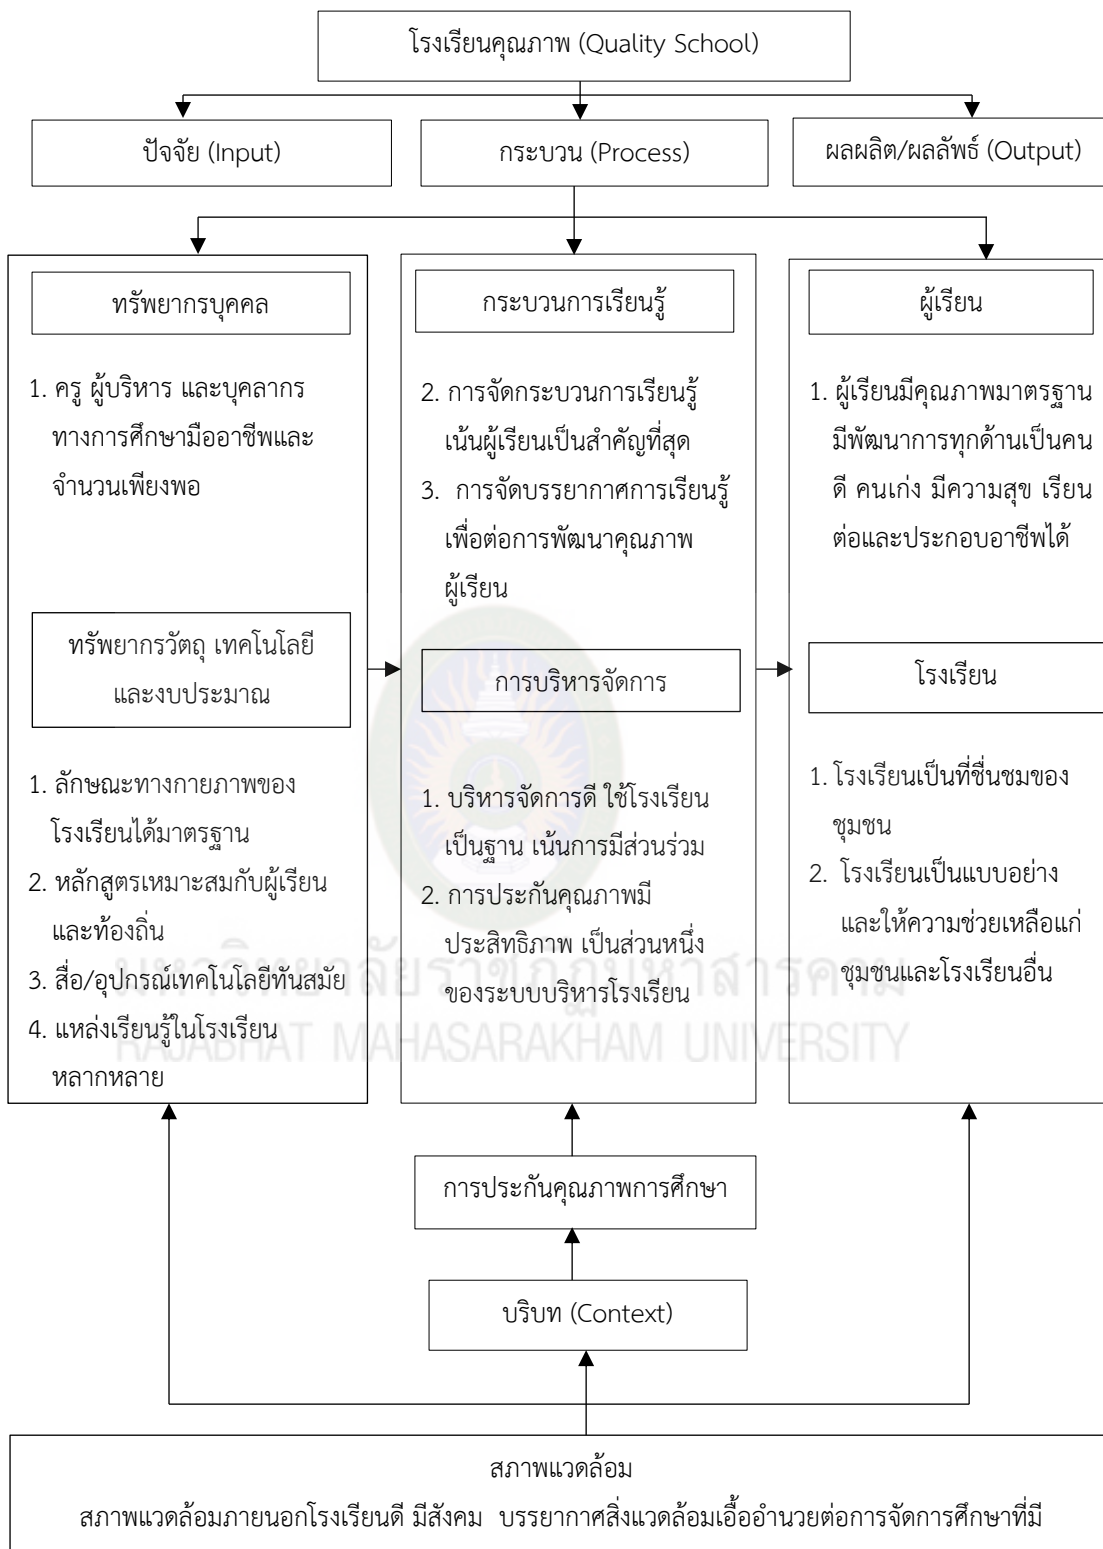 โรงเรียนคุณภาพ (Quality School)
ปัจจัย (Input)
กระบวน (Process)
ผลผลิต/ผลลัพธ์ (Output)
ทรัพยากรบุคคล
1. ครู ผู้บริหาร และบุคลากร
ทางการศึกษามืออาชีพและ
จำนวนเพียงพอ
ทรัพยากรวัตถุ เทคโนโลยี
และงบประมาณ
1. ลักษณะทางกายภาพของ
โรงเรียนได้มาตรฐาน
2. หลักสูตรเหมาะสมกับผู้เรียน
และท้องถิ่น
3. สื่อ/อุปกรณ์เทคโนโลยีทันสมัย
4. แหล่งเรียนรู้ในโรงเรียน
หลากหลาย
กระบวนการเรียนรู้
2. การจัดกระบวนการเรียนรู้
เน้นผู้เรียนเป็นสำคัญที่สุด
3. การจัดบรรยากาศการเรียนรู้
เพื่อต่อการพัฒนาคุณภาพ
ผู้เรียน
การบริหารจัดการ
1. บริหารจัดการดี ใช้โรงเรียน
เป็นฐาน เน้นการมีส่วนร่วม
2. การประกันคุณภาพมี
ประสิทธิภาพ เป็นส่วนหนึ่ง
ของระบบบริหารโรงเรียน
ผู้เรียน
1. ผู้เรียนมีคุณภาพมาตรฐาน
มีพัฒนาการทุกด้านเป็นคน
ดี คนเก่ง มีความสุข เรียน
ต่อและประกอบอาชีพได้
โรงเรียน
1. โรงเรียนเป็นที่ชื่นชมของ
ชุมชน
2. โรงเรียนเป็นแบบอย่าง
และให้ความช่วยเหลือแก่
ชุมชนและโรงเรียนอื่น
มหาวิทยาลัยราชภัฏมหาสารคาม
RAJABHAT MAHASARAKHAM UNIVERSITY
การประกันคุณภาพการศึกษา
บริบท (Context)
สภาพแวดล้อม
สภาพแวดล้อมภายนอกโรงเรียนดี มีสังคม บรรยากาศสิ่งแวดล้อมเอื้ออำนวยต่อการจัดการศึกษาที่มี